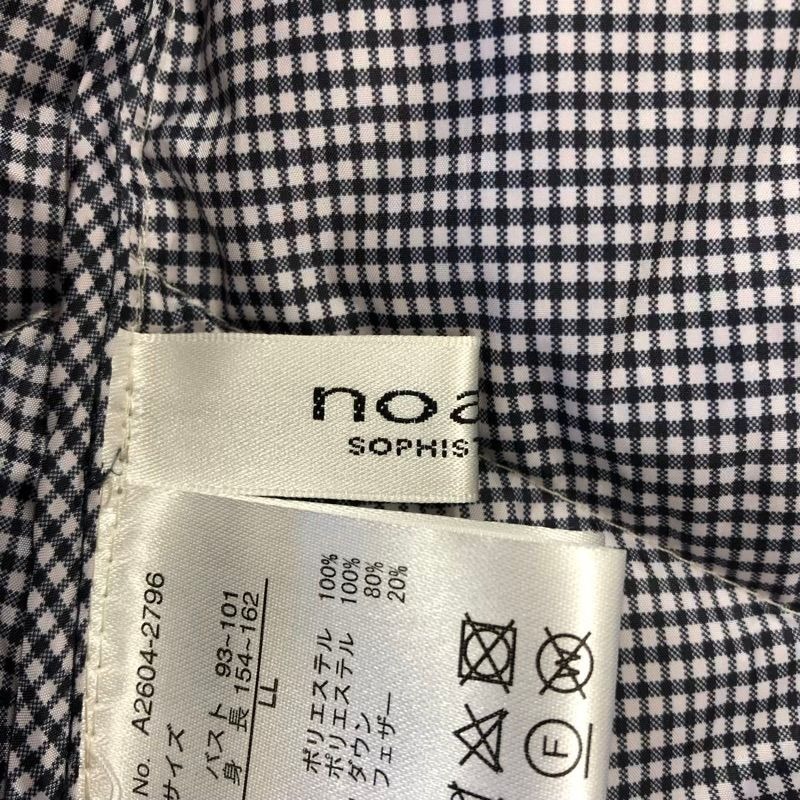 noa
SOPHIST
No. A2604-2796
サイズ
バスト 93~101
身長 154~162
LL
ポリエステル 100%
ポリエステル 100%
ダウン 80%
フェザー 20%
W
F